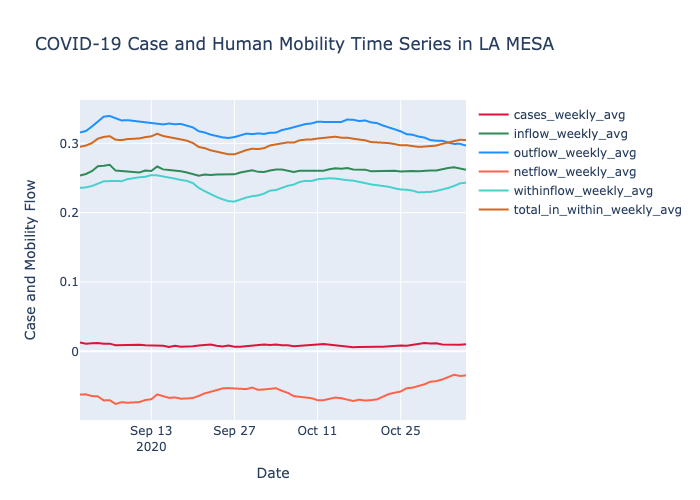 COVID-19 Case and Human Mobility Time Series in LA MESA
cases_weekly_avg
inflow_weekly_avg
outflow_weekly_avg
netflow_weekly_avg
withinflow_weekly_avg
total_in_within_weekly_avg
Case and Mobility Flow
0.3
0.2
0.1
0
Sep 13
2020
Sep 27
Oct 11
Oct 25
Date